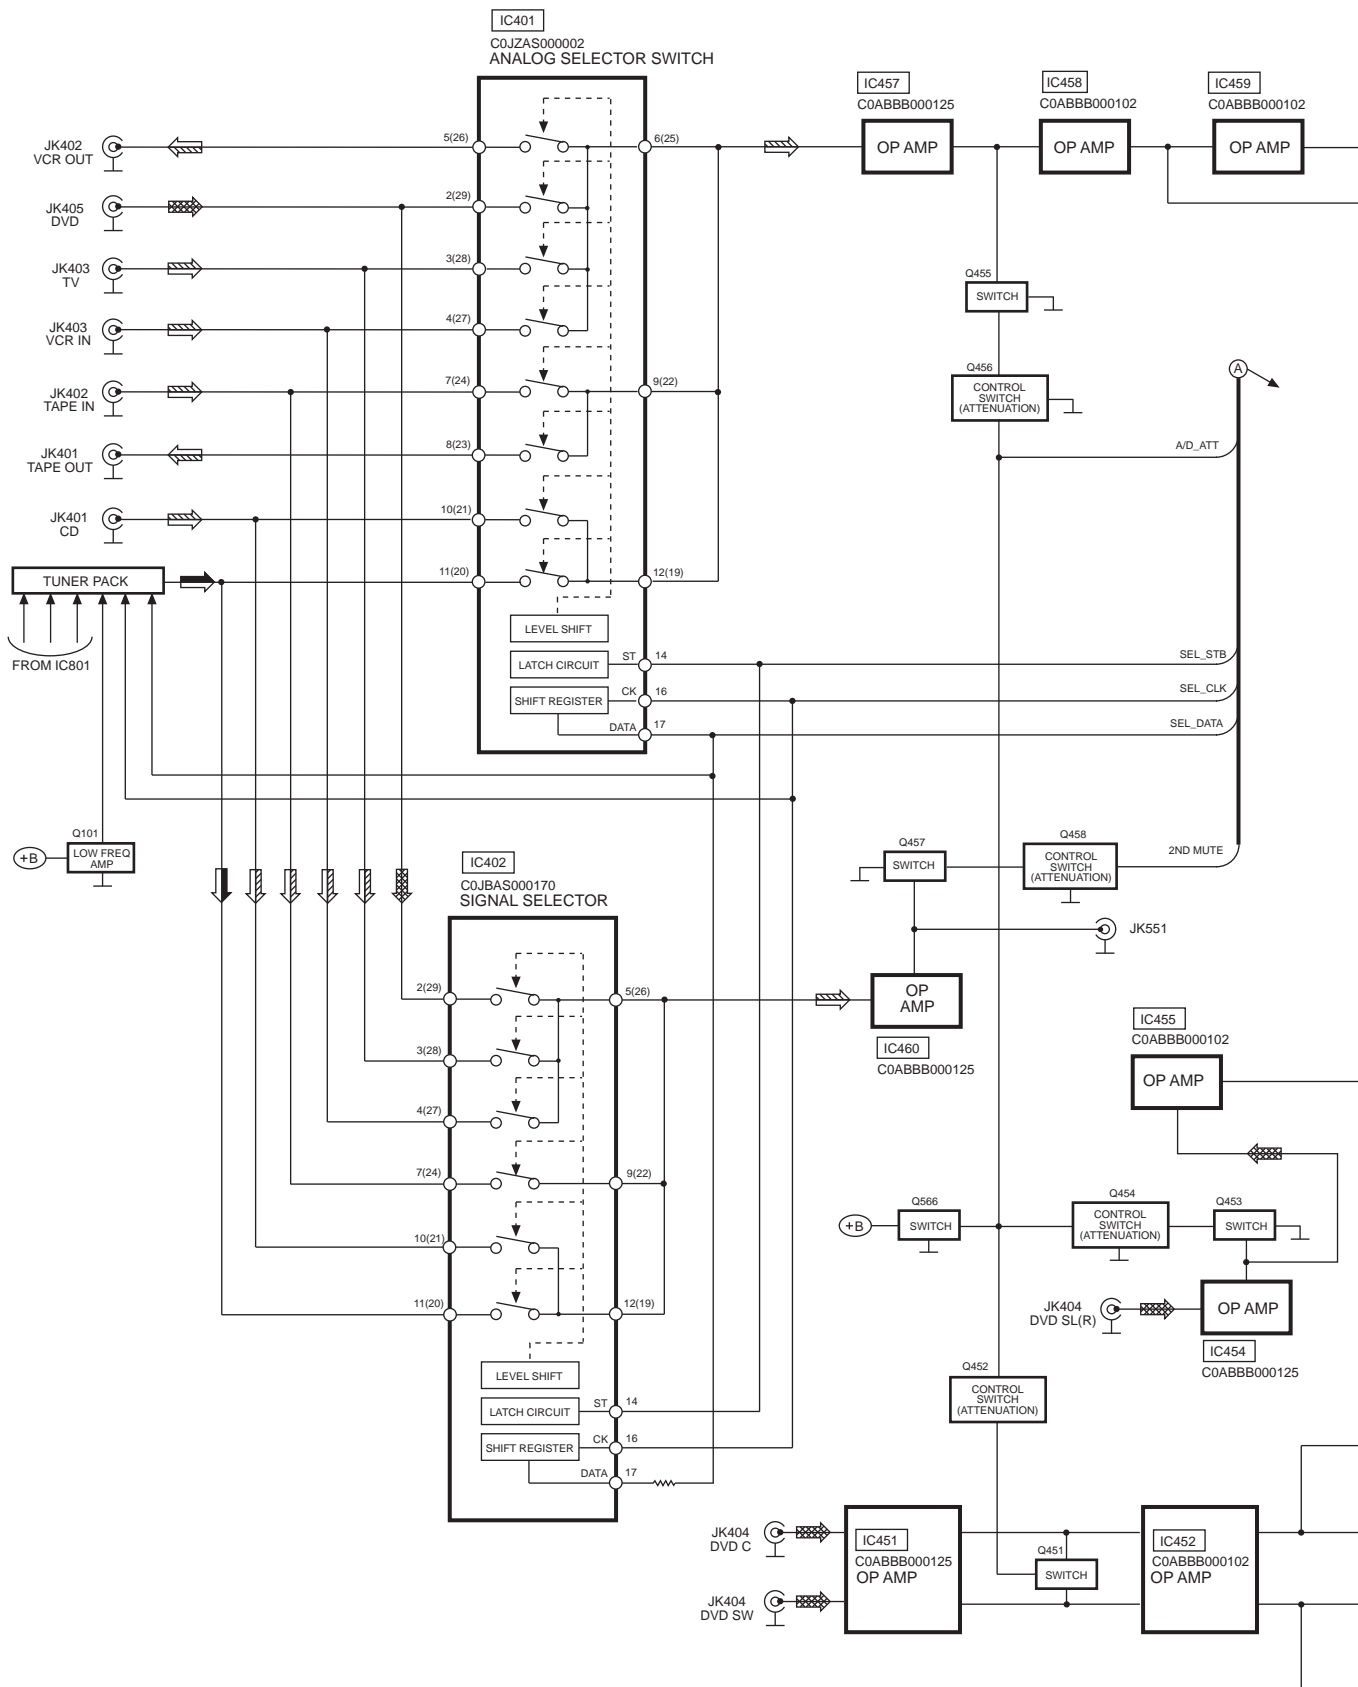 IC401
C0JZAS000002
ANALOG SELECTOR SWITCH
IC457
C0ABBB000125
OP AMP
IC458
C0ABBB000102
OP AMP
IC459
C0ABBB000102
OP AMP
JK402
VCR OUT
5(26)
6(25)
JK405
DVD
2(29)
JK403
TV
3(28)
JK403
VCR IN
4(27)
JK402
TAPE IN
7(24)
9(22)
JK401
TAPE OUT
8(23)
JK401
CD
10(21)
TUNER PACK
11(20)
12(19)
FROM IC801
LEVEL SHIFT
LATCH CIRCUIT
ST
14
SHIFT REGISTER
CK
16
DATA
17
Q455
SWITCH
Q456
CONTROL
SWITCH
(ATTENUATION)
A
A/D_ATT
SEL_STB
SEL_CLK
SEL_DATA
Q101
+B
LOW FREQ
AMP
Q457
SWITCH
Q458
CONTROL
SWITCH
(ATTENUATION)
2ND MUTE
JK551
IC402
C0JBAS000170
SIGNAL SELECTOR
2(29)
5(26)
3(28)
4(27)
7(24)
9(22)
10(21)
11(20)
12(19)
LEVEL SHIFT
LATCH CIRCUIT
ST
14
SHIFT REGISTER
CK
16
DATA
17
OP
AMP
IC460
C0ABBB000125
IC455
C0ABBB000102
OP AMP
Q566
+B
SWITCH
Q454
CONTROL
SWITCH
(ATTENUATION)
Q453
SWITCH
JK404
DVD SL(R)
OP AMP
IC454
C0ABBB000125
Q452
CONTROL
SWITCH
(ATTENUATION)
JK404
DVD C
JK404
DVD SW
IC451
C0ABBB000125
OP AMP
Q451
SWITCH
IC452
C0ABBB000102
OP AMP